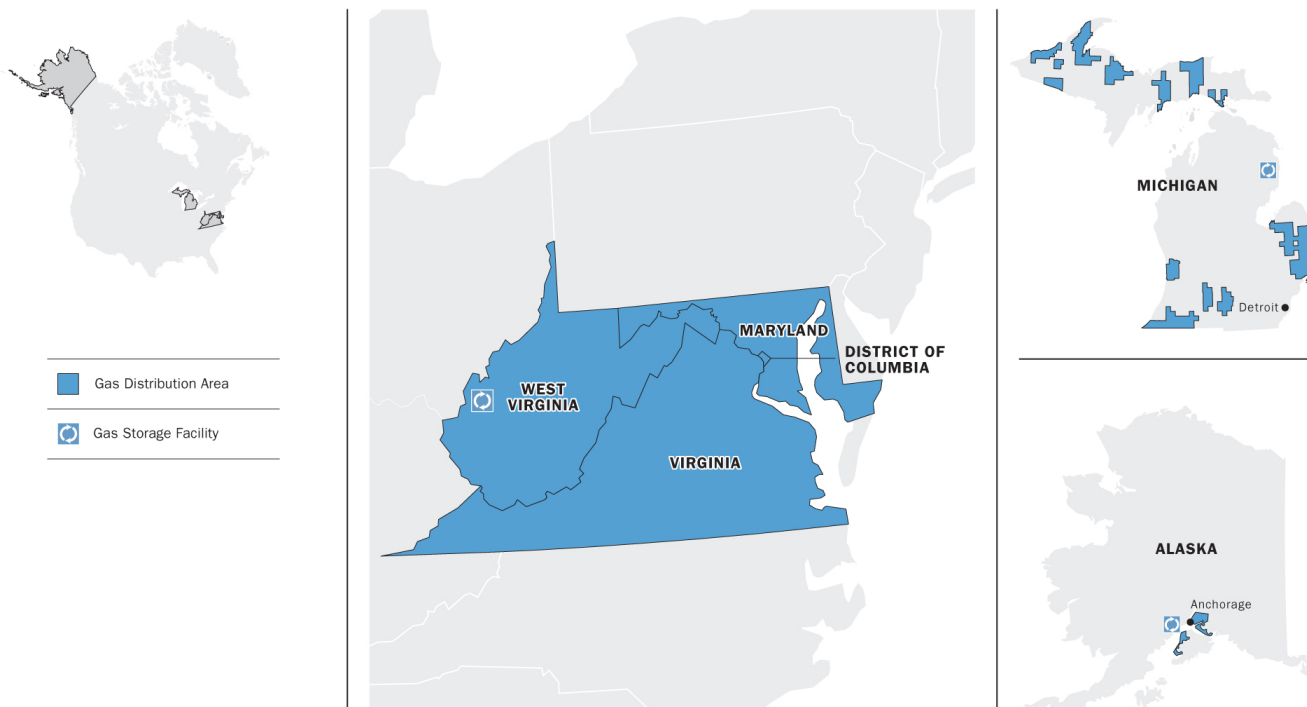 Gas Distribution Area
Gas Storage Facility
MARYLAND
DISTRICT OF
COLUMBIA
WEST
VIRGINIA
VIRGINIA
MICHIGAN
Detroit
ALASKA
Anchorage